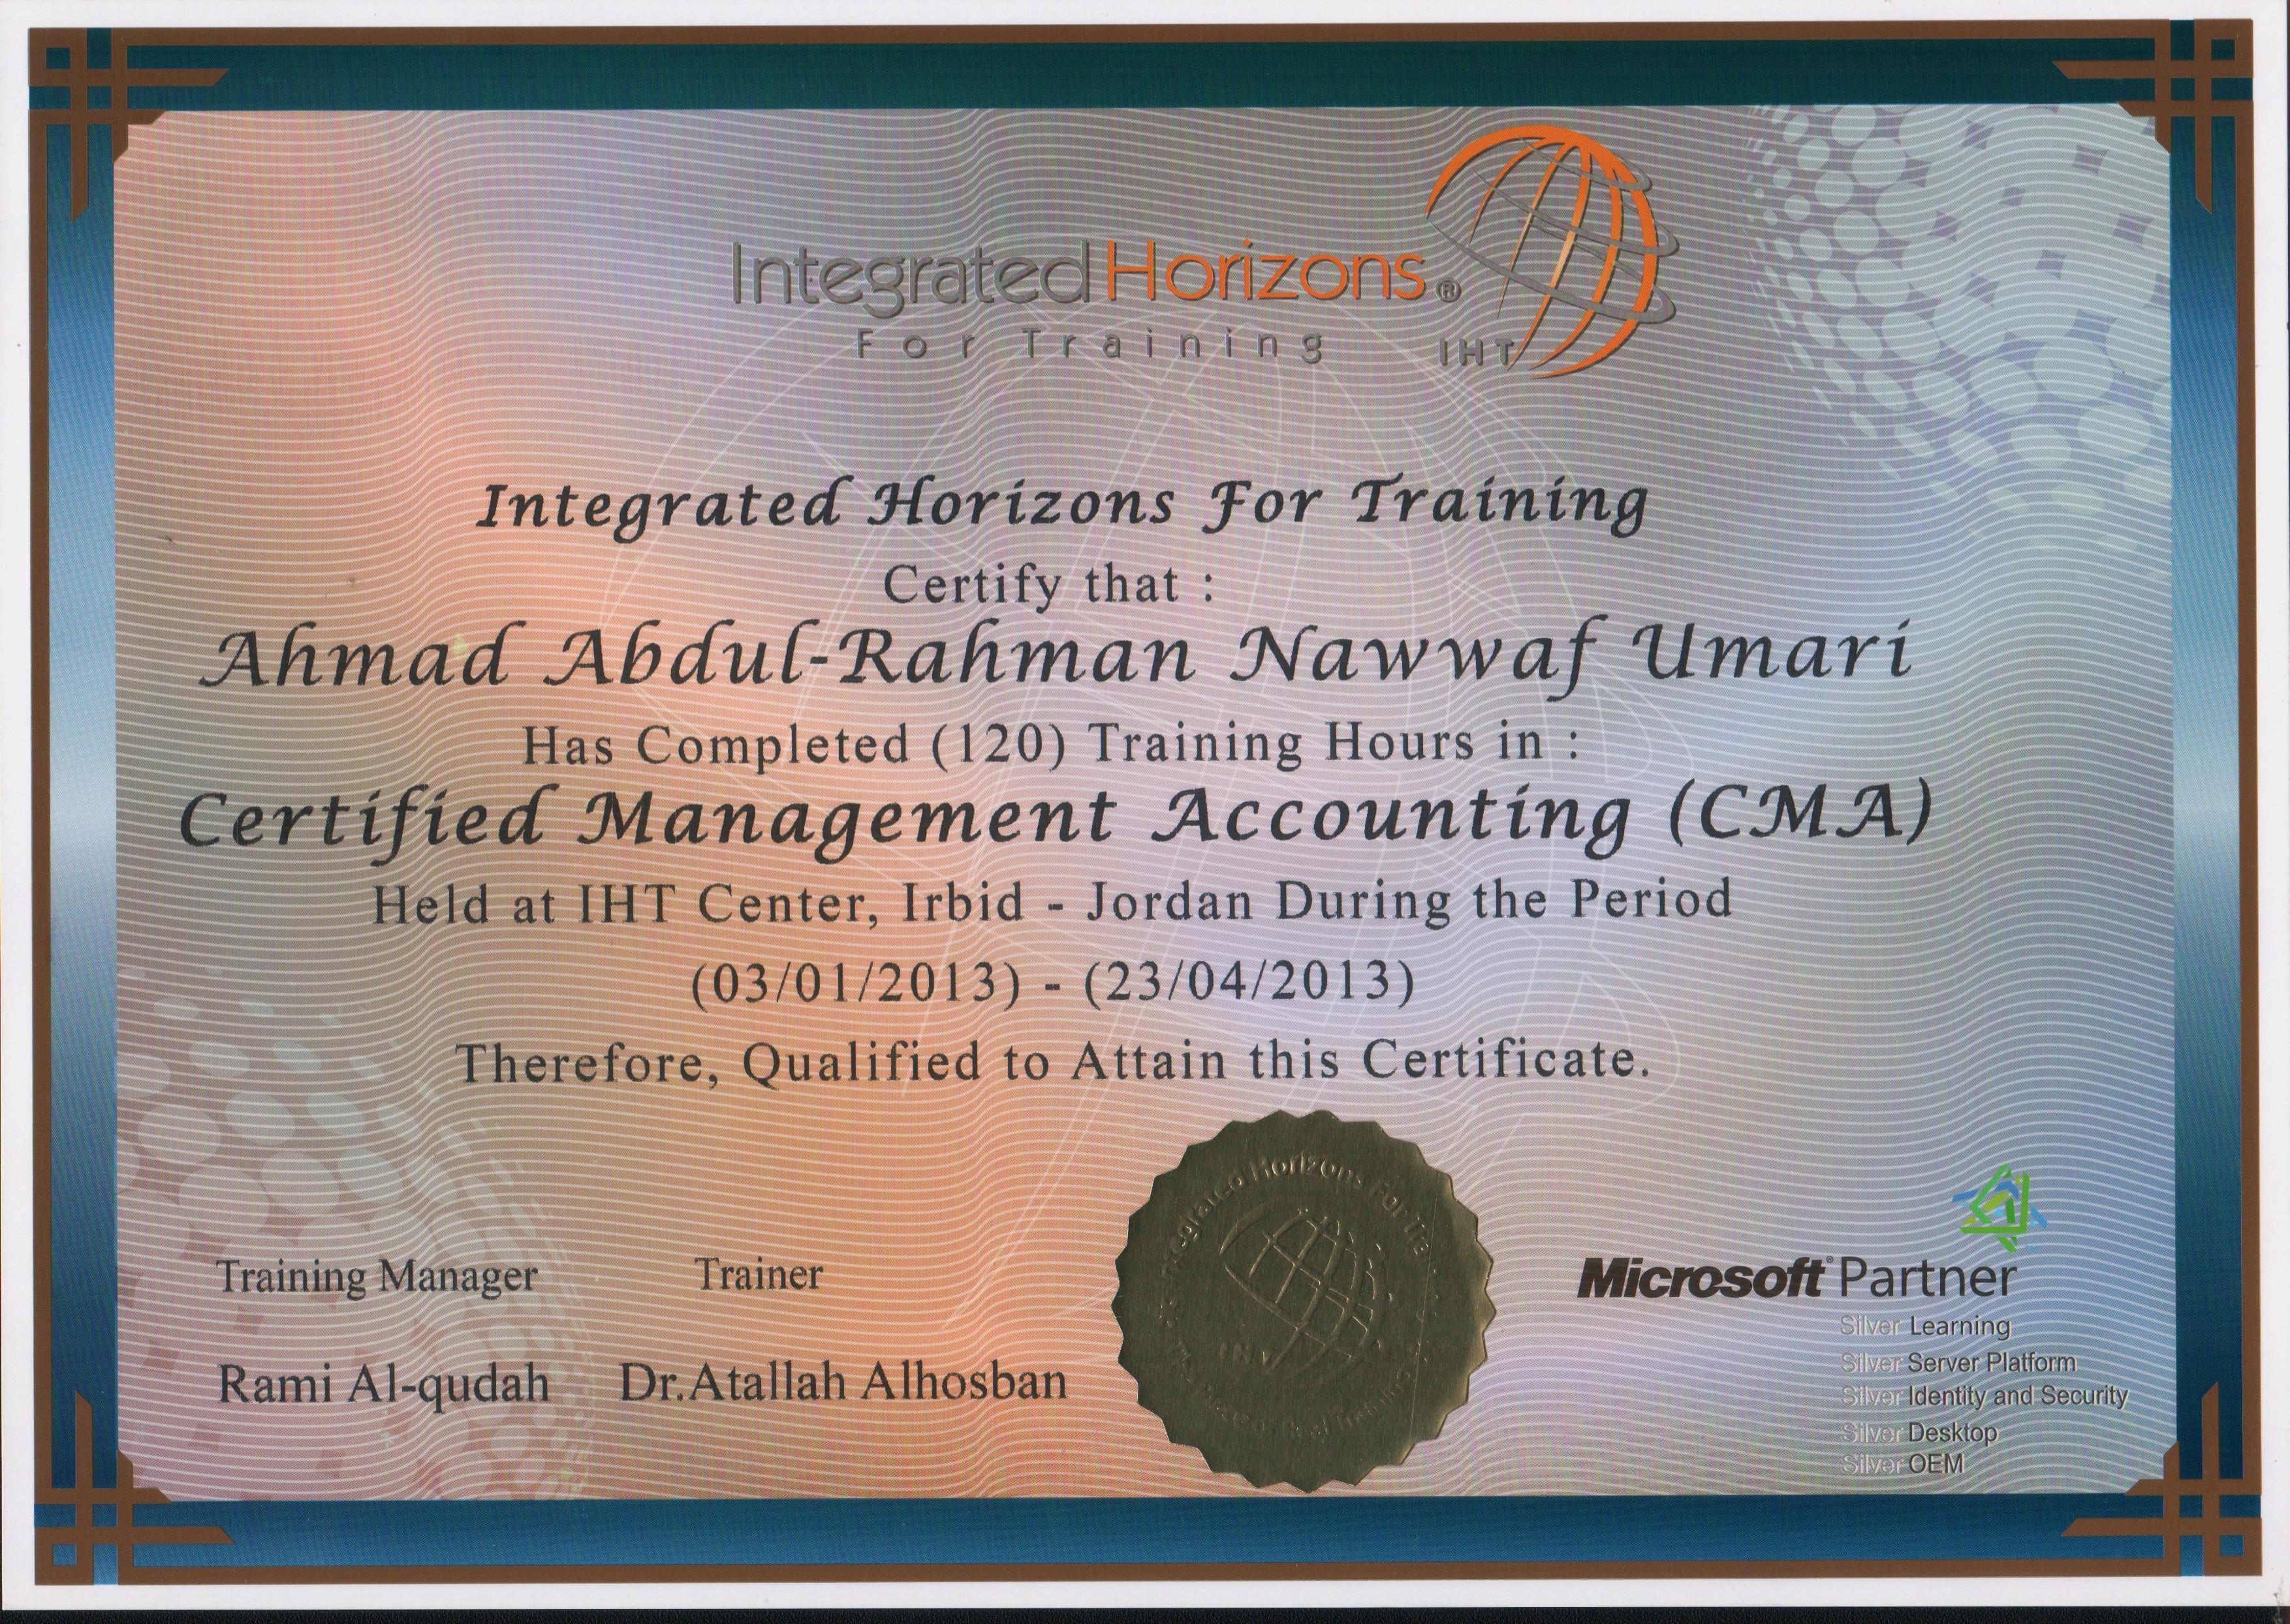 Integrated Horizons®
For Training IHT
Integrated Horizons For Training
Certify that :
Ahmad Abdul-Rahman Nawwaf Umari
Has Completed (120) Training Hours in :
Certified Management Accounting (CMA)
Held at IHT Center, Irbid - Jordan During the Period
(03/01/2013) - (23/04/2013)
Therefore, Qualified to Attain this Certificate.
Training Manager Trainer
Rami Al-qudah Dr.Atallah Alhosban
Integrated Horizons For
Microsoft® Partner
Silver Learning
Silver Server Platform
Silver Identity and Security
Silver Desktop
Silver OEM